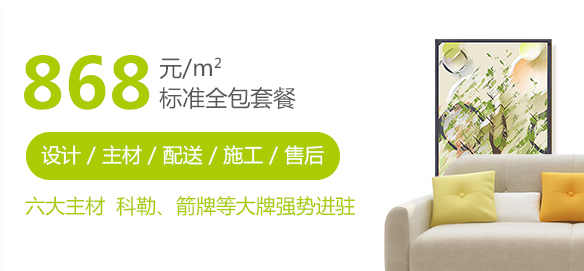 868 元/m²
标准全包套餐
设计 / 主材 / 配送 / 施工 / 售后
六大主材 科勒、箭牌等大牌强势进驻